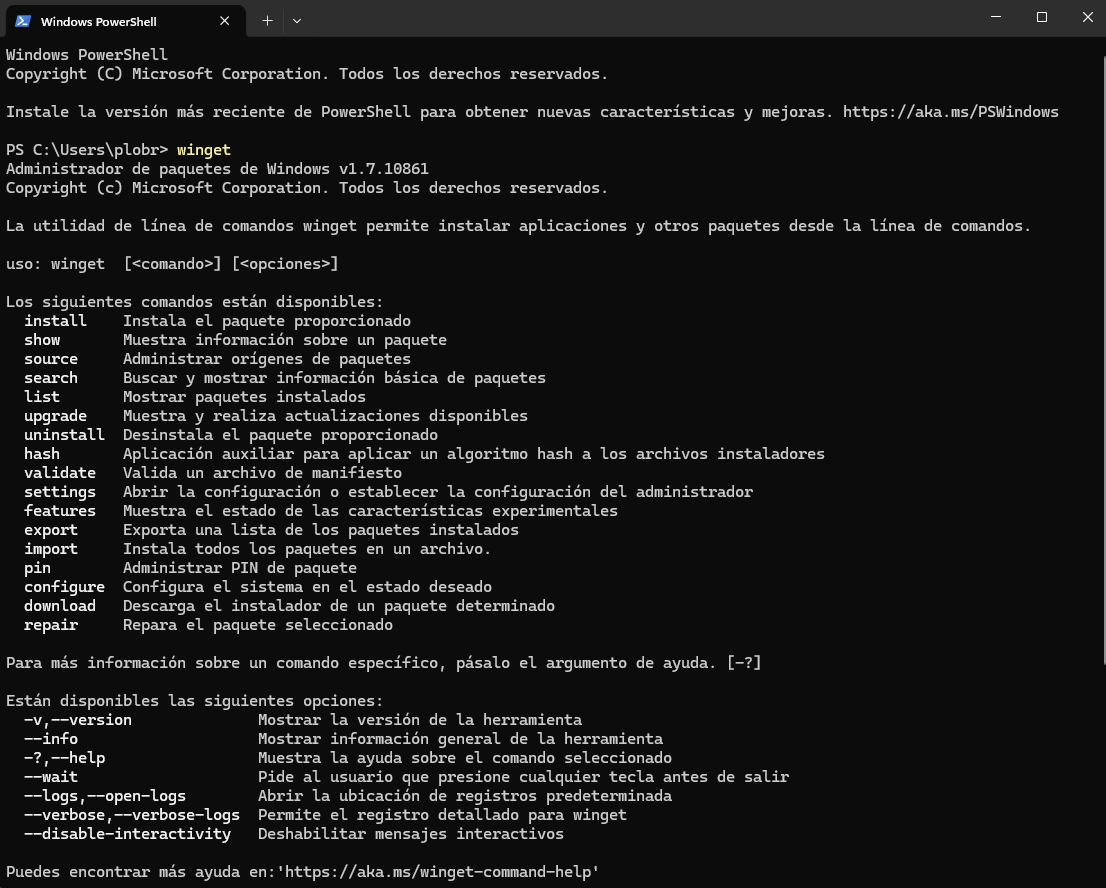 Windows PowerShell
Windows PowerShell
Copyright (C) Microsoft Corporation. Todos los derechos reservados.
Instale la versión más reciente de PowerShell para obtener nuevas características y mejoras. https://aka.ms/PSWindows
PS C:\Users\plobr> winget
Administrador de paquetes de Windows v1.7.10861
Copyright (c) Microsoft Corporation. Todos los derechos reservados.
La utilidad de línea de comandos winget permite instalar aplicaciones y otros paquetes desde la línea de comandos.
uso: winget  [<comando>] [<opciones>]
Los siguientes comandos están disponibles:
  install    Instala el paquete proporcionado
  show       Muestra información sobre un paquete
  source     Administrar orígenes de paquetes
  search     Buscar y mostrar información básica de paquetes
  list       Mostrar paquetes instalados
  upgrade    Muestra y realiza actualizaciones disponibles
  uninstall  Desinstala el paquete proporcionado
  hash       Aplicación auxiliar para aplicar un algoritmo hash a los archivos instaladores
  validate   Valida un archivo de manifiesto
  settings   Abrir la configuración o establecer la configuración del administrador
  features   Muestra el estado de las características experimentales
  export     Exporta una lista de los paquetes instalados
  import     Instala todos los paquetes en un archivo.
  pin        Administrar PIN de paquete
  configure  Configura el sistema en el estado deseado
  download   Descarga el instalador de un paquete determinado
  repair     Repara el paquete seleccionado
Para más información sobre un comando específico, pásalo el argumento de ayuda. [-?]
Están disponibles las siguientes opciones:
  -v,--version              Mostrar la versión de la herramienta
  --info                    Mostrar información general de la herramienta
  -?,--help                 Muestra la ayuda sobre el comando seleccionado
  --wait                    Pide al usuario que presione cualquier tecla antes de salir
  --logs,--open-logs        Abrir la ubicación de registros predeterminada
  --verbose,--verbose-logs  Permite el registro detallado para winget
  --disable-interactivity   Deshabilitar mensajes interactivos
Puedes encontrar más ayuda en:'https://aka.ms/winget-command-help'